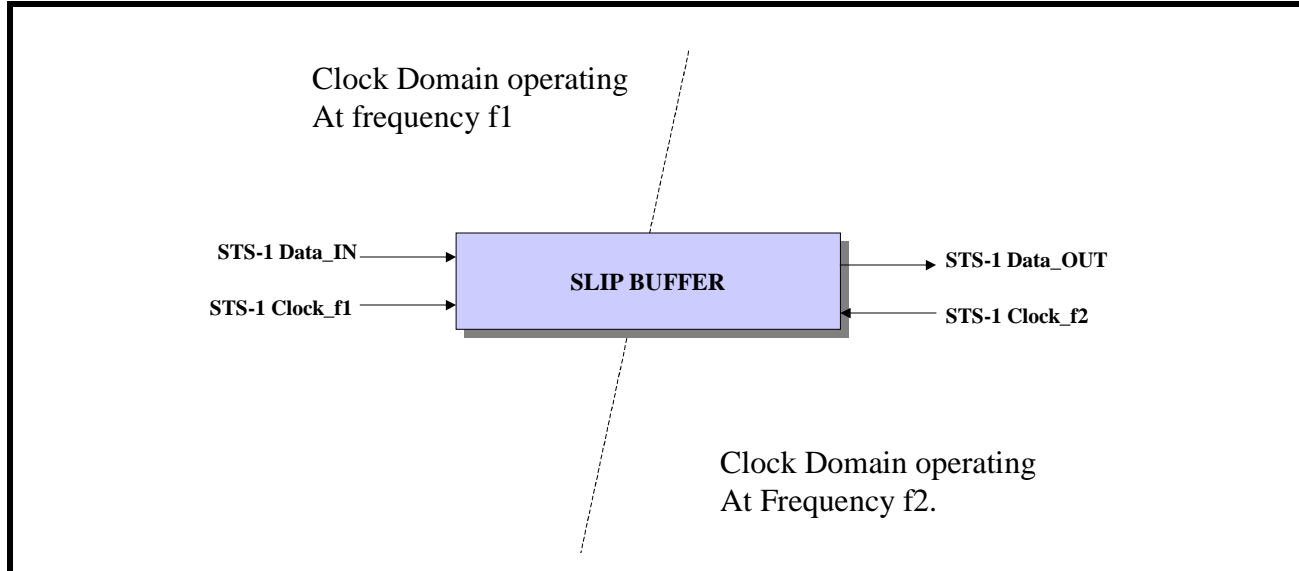 Clock Domain operating
At frequency f1
STS-1 Data_IN
STS-1 Clock_f1
SLIP BUFFER
STS-1 Data_OUT
STS-1 Clock_f2
Clock Domain operating
At Frequency f2.